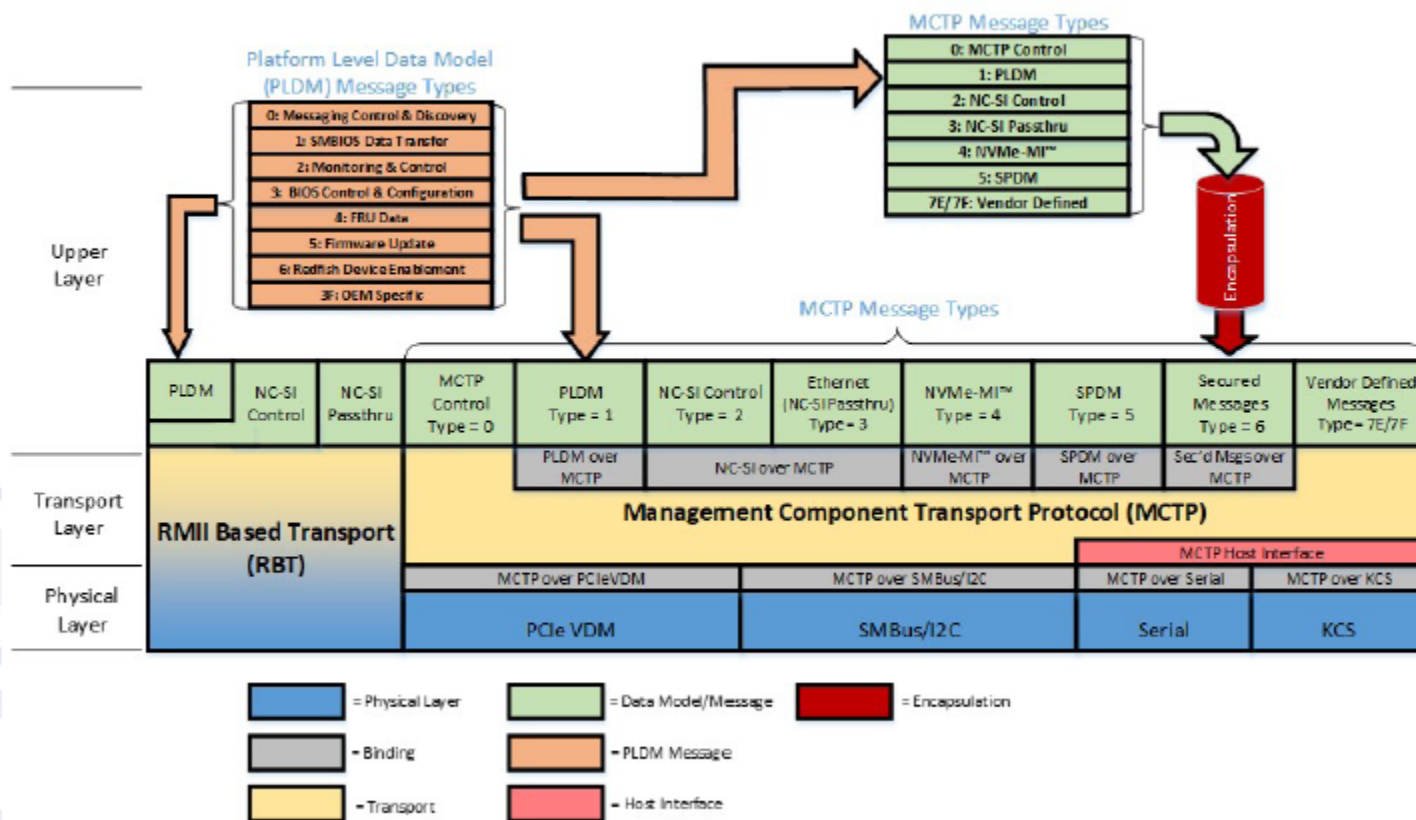 MCTP Message Types
0: MCTP Control
1: PLDM
2: NC-SI Control
3: NC-SI Passthru
4: NVMe-MI™
5: SPDM
7E/7F: Vendor Defined
Platform Level Data Model
(PLDM) Message Types
0: Messaging Control & Discovery
1: SMBIOS Data Transfer
2: Monitoring & Control
3: BIOS Control & Configuration
4: FRU Data
5: Firmware Update
6: Redfish Device Enablement
3F: OEM Specific
Encapsulation
Upper
Layer
MCTP Message Types
PLDM
NC-SI
Control
NC-SI
Passthru
MCTP
Control
Type = 0
PLDM
Type = 1
NC-SI Control
Type = 2
Ethernet
(NC-SI Passthru)
Type = 3
NVMe-MI™
Type = 4
SPDM
Type = 5
Secured
Messages
Type = 6
Vendor Defined
Messages
Type = 7E/7F
PLDM over
MCTP
NC-SI over MCTP
NVMe-MI™ over
MCTP
SPDM over
MCTP
Sec'd Msgs over
MCTP
Transport
Layer
RMII Based Transport
(RBT)
Management Component Transport Protocol (MCTP)
MCTP Host Interface
Physical
Layer
MCTP over PCIe VDM
MCTP over SMBus/I2C
MCTP over Serial
MCTP over KCS
PCIe VDM
SMBus/I2C
Serial
KCS
= Physical Layer
= Data Model/Message
= Encapsulation
= Binding
= PLDM Message
= Transport
= Host Interface